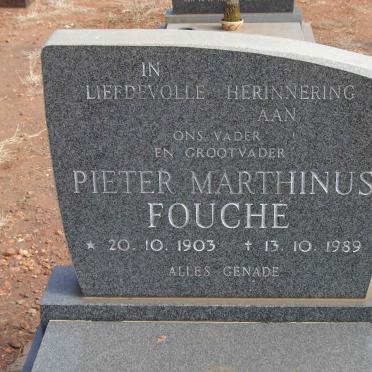 IN
LIEFDEVOLLE HERINNERING
AAN
ONS VADER
EN GROOTVADER
PIETER MARTHINUS
FOUCHE
★ 20. 10. 1903 ✝ 13. 10. 1989
ALLES GENADE